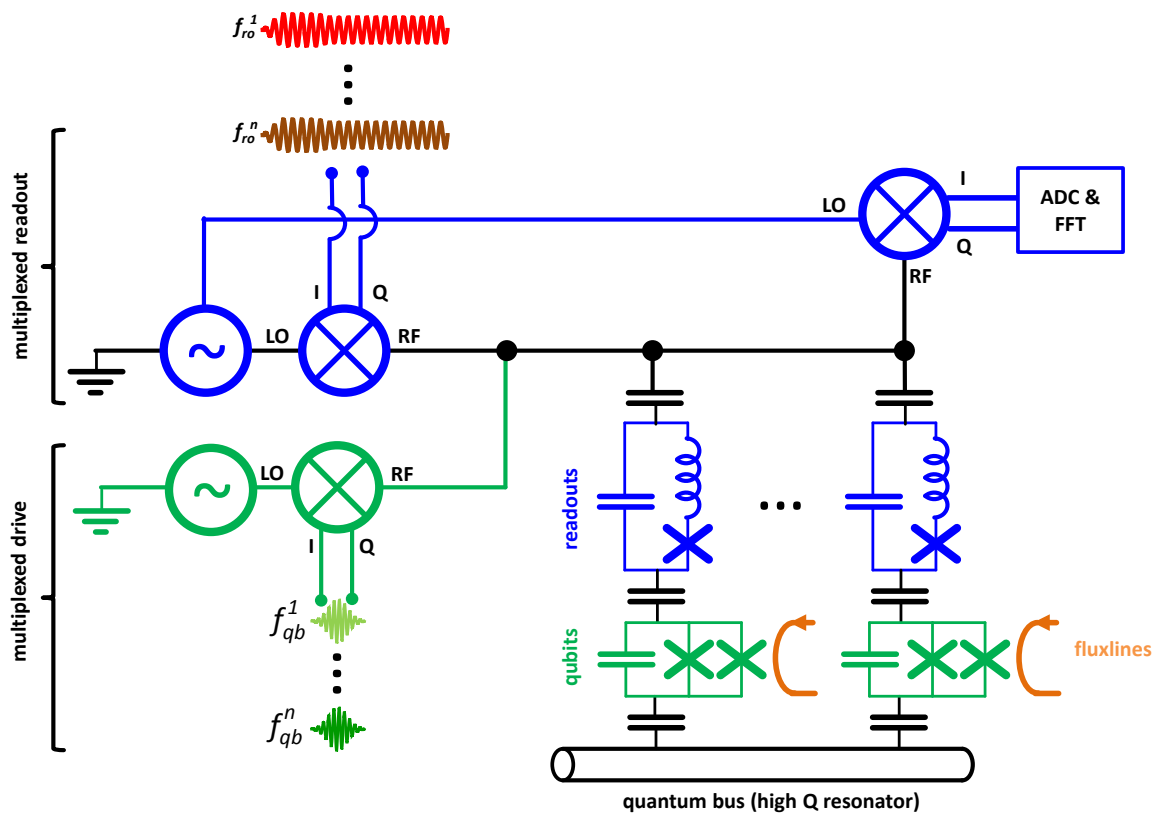 f_ro^1
f_ro^n
multiplexed readout
I
Q
LO
RF
LO
I
Q
RF
ADC &
FFT
multiplexed drive
LO
RF
I
Q
f_qb^1
f_qb^n
readouts
qubits
fluxlines
quantum bus (high Q resonator)